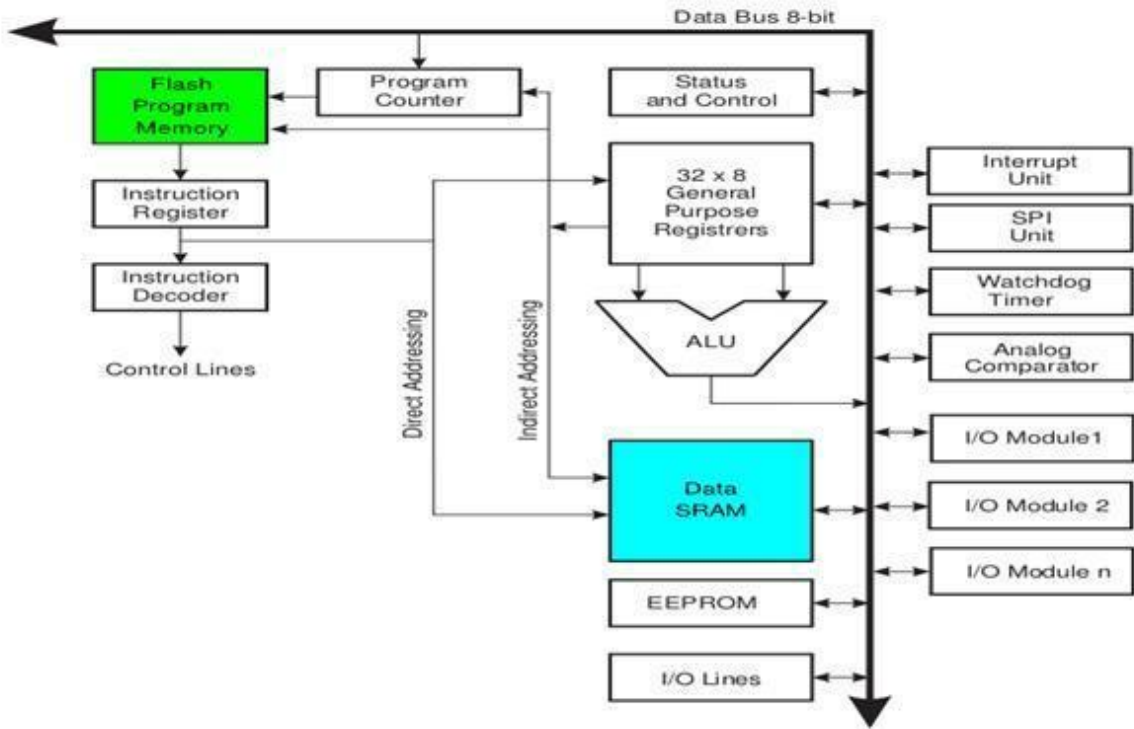 Data Bus 8-bit
Flash
Program
Memory
Program
Counter
Status
and Control
32 x 8
General
Purpose
Registrers
Interrupt
Unit
SPI
Unit
Instruction
Register
Instruction
Decoder
Watchdog
Timer
ALU
Analog
Comparator
Control Lines
Direct Addressing
Indirect Addressing
I/O Module1
Data
SRAM
I/O Module 2
I/O Module n
EEPROM
I/O Lines